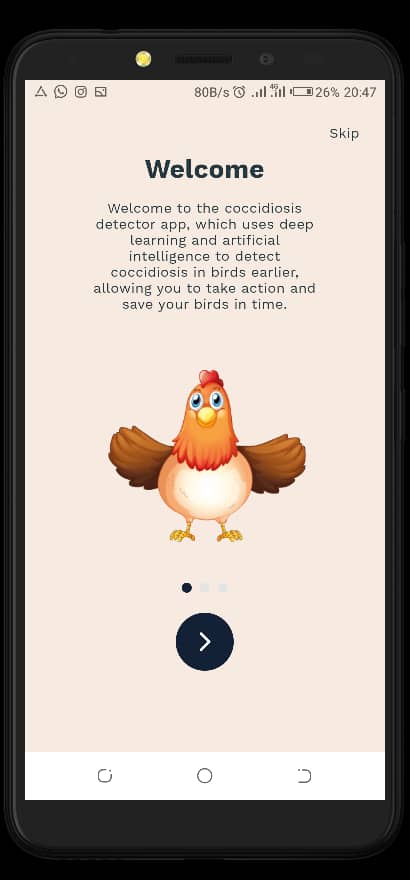 80B/s 4G 26% 20:47
Skip
Welcome
Welcome to the coccidiosis
detector app, which uses deep
learning and artificial
intelligence to detect
coccidiosis in birds earlier,
allowing you to take action and
save your birds in time.